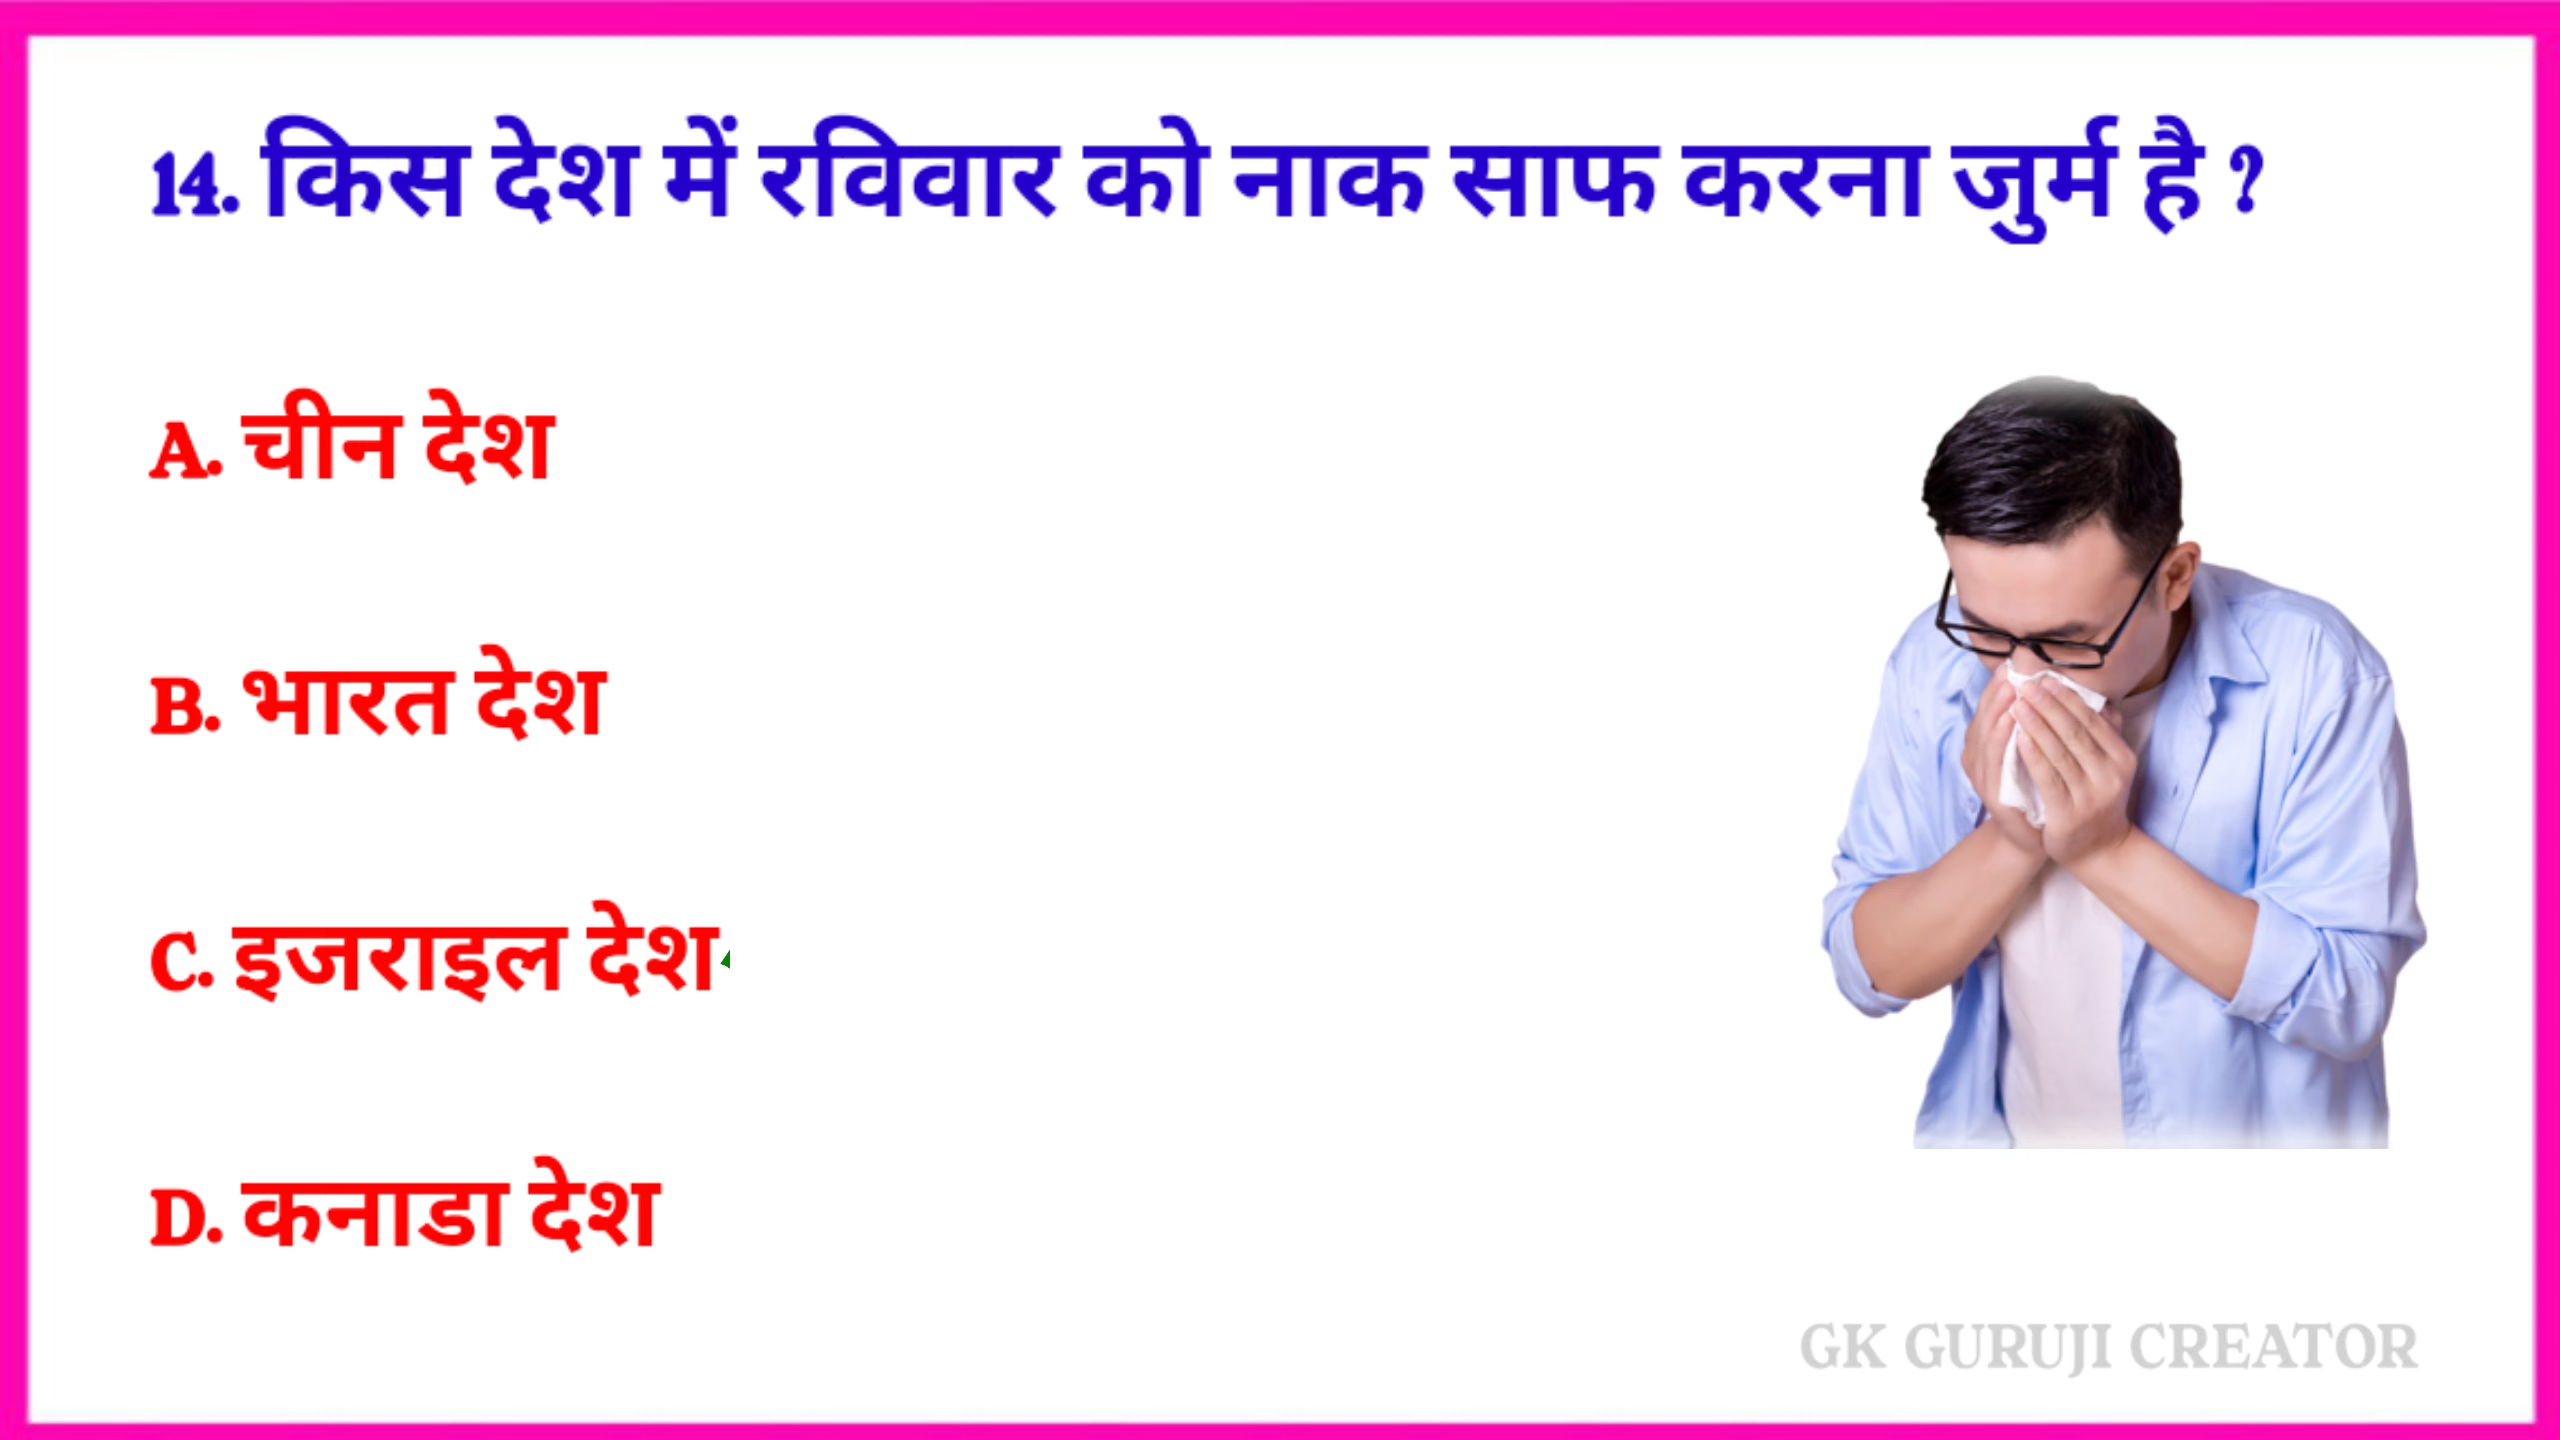 14. किस देश में रविवार को नाक साफ करना जुर्म है ?
A. चीन देश
B. भारत देश
C. इजराइल देश
D. कनाडा देश
GK GURUJI CREATOR